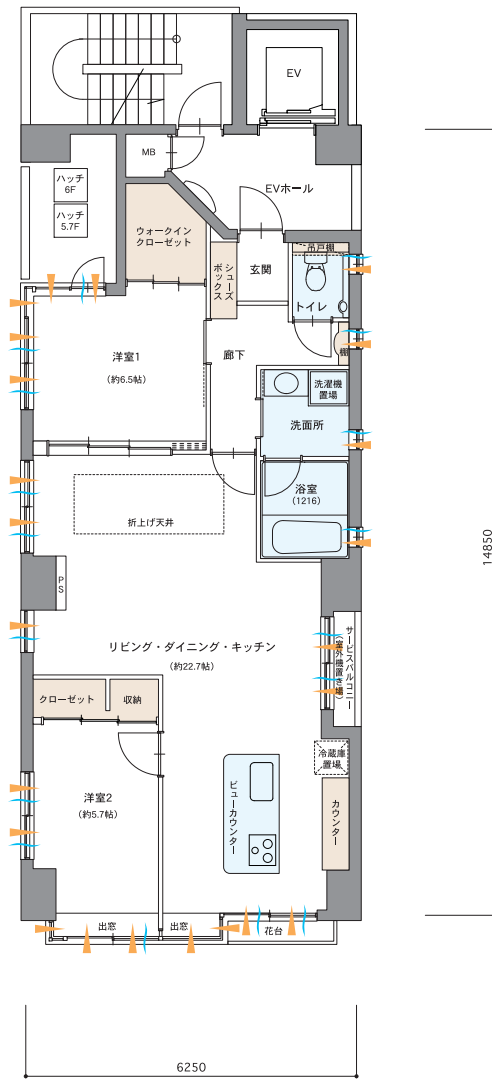 EV
MB
ハッチ
6F
ハッチ
5.7F
EVホール
ウォークイン
クローゼット
シューズ
ボックス
玄関
吊戸棚
トイレ
棚
洋室1
(約6.5帖)
廊下
洗濯機
置場
洗面所
浴室
(1216)
折上げ天井
PS
リビング・ダイニング・キッチン
(約22.7帖)
サービスバルコニー
(室外機置き場)
クローゼット
収納
冷蔵庫
置場
洋室2
(約5.7帖)
ビューカウンター
カウンター
出窓
出窓
花台
14850
6250